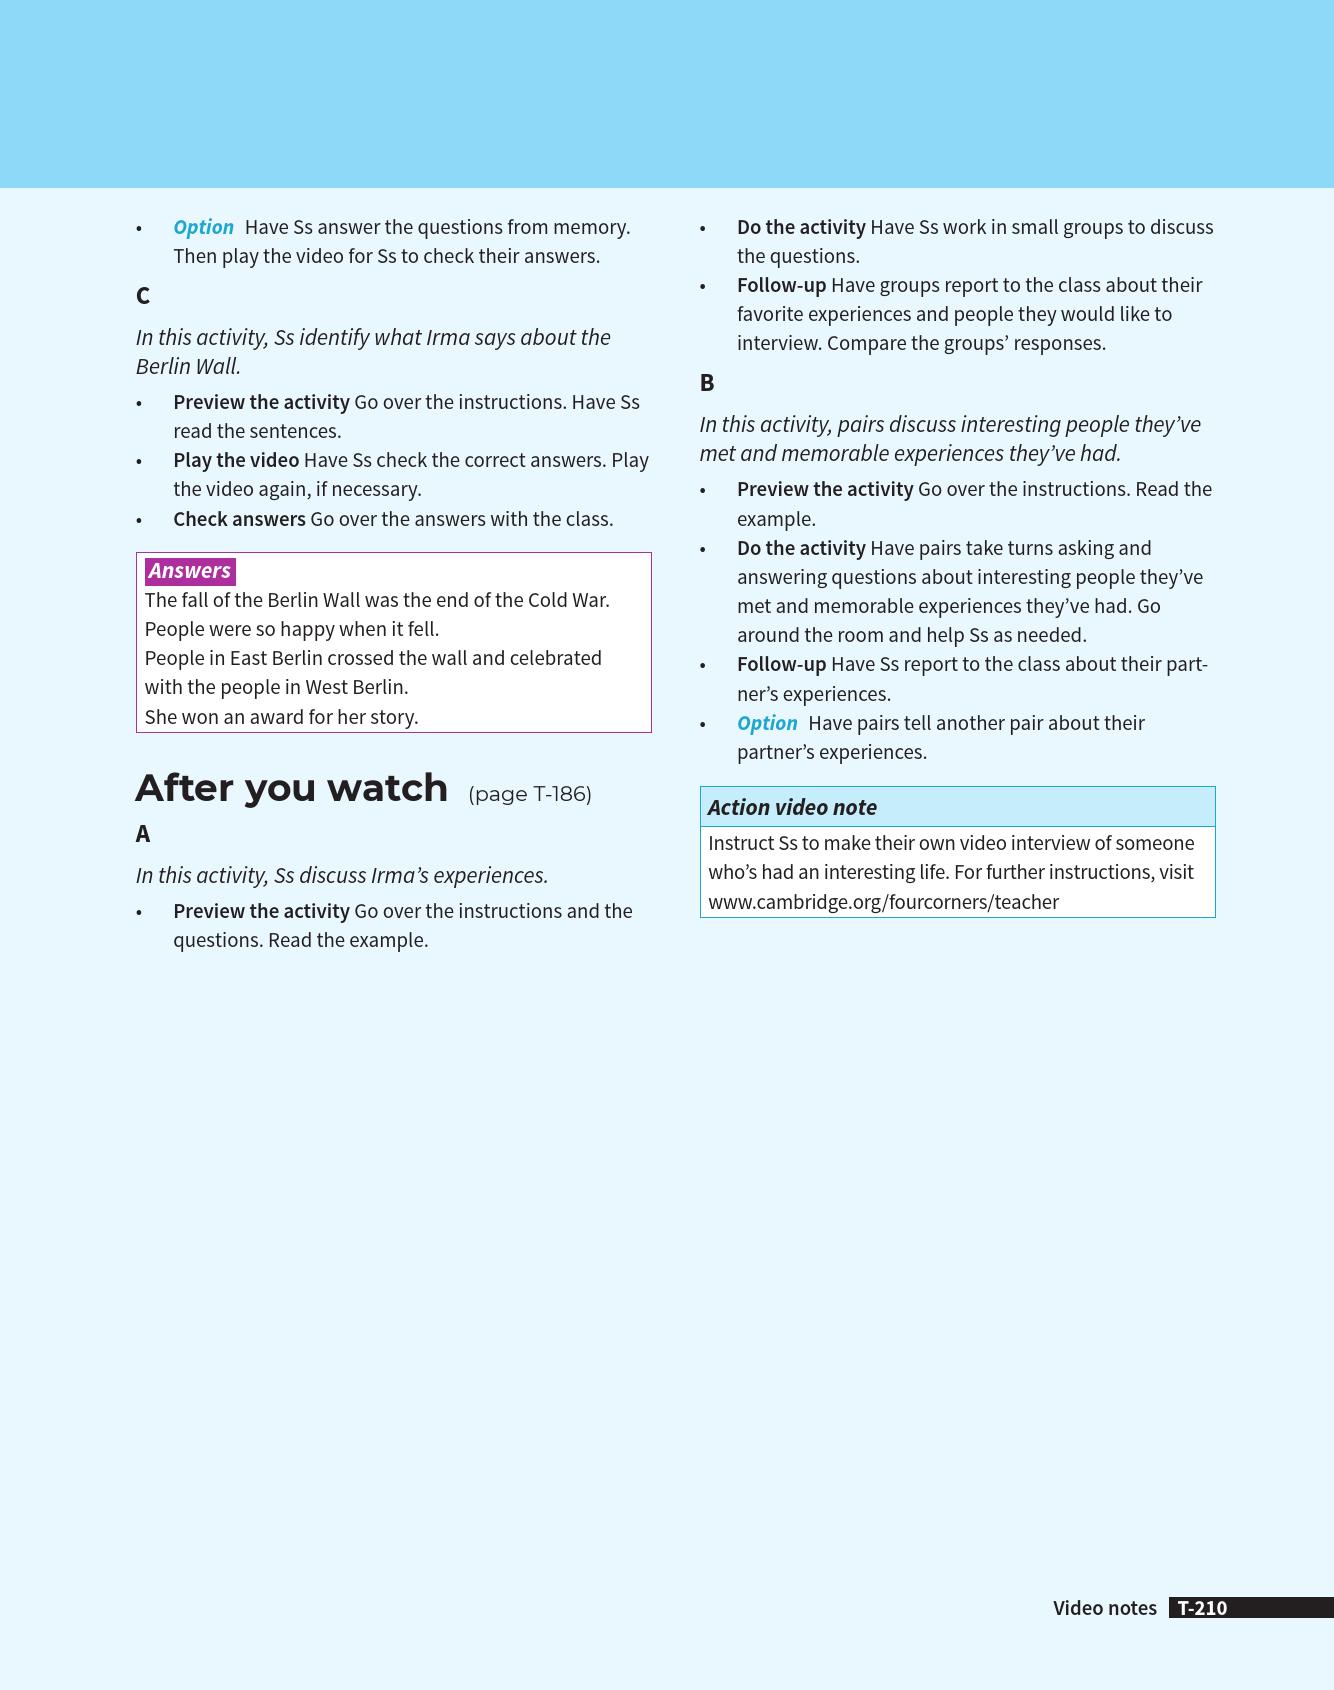 • Option Have Ss answer the questions from memory.
Then play the video for Ss to check their answers.
C
In this activity, Ss identify what Irma says about the
Berlin Wall.
• Preview the activity Go over the instructions. Have Ss
read the sentences.
• Play the video Have Ss check the correct answers. Play
the video again, if necessary.
• Check answers Go over the answers with the class.
Answers
The fall of the Berlin Wall was the end of the Cold War.
People were so happy when it fell.
People in East Berlin crossed the wall and celebrated
with the people in West Berlin.
She won an award for her story.
After you watch (page T-186)
A
In this activity, Ss discuss Irma’s experiences.
• Preview the activity Go over the instructions and the
questions. Read the example.
• Do the activity Have Ss work in small groups to discuss
the questions.
• Follow-up Have groups report to the class about their
favorite experiences and people they would like to
interview. Compare the groups’ responses.
B
In this activity, pairs discuss interesting people they’ve
met and memorable experiences they’ve had.
• Preview the activity Go over the instructions. Read the
example.
• Do the activity Have pairs take turns asking and
answering questions about interesting people they’ve
met and memorable experiences they’ve had. Go
around the room and help Ss as needed.
• Follow-up Have Ss report to the class about their part-
ner’s experiences.
• Option Have pairs tell another pair about their
partner’s experiences.
Action video note
Instruct Ss to make their own video interview of someone
who’s had an interesting life. For further instructions, visit
www.cambridge.org/fourcorners/teacher
Video notes T-210